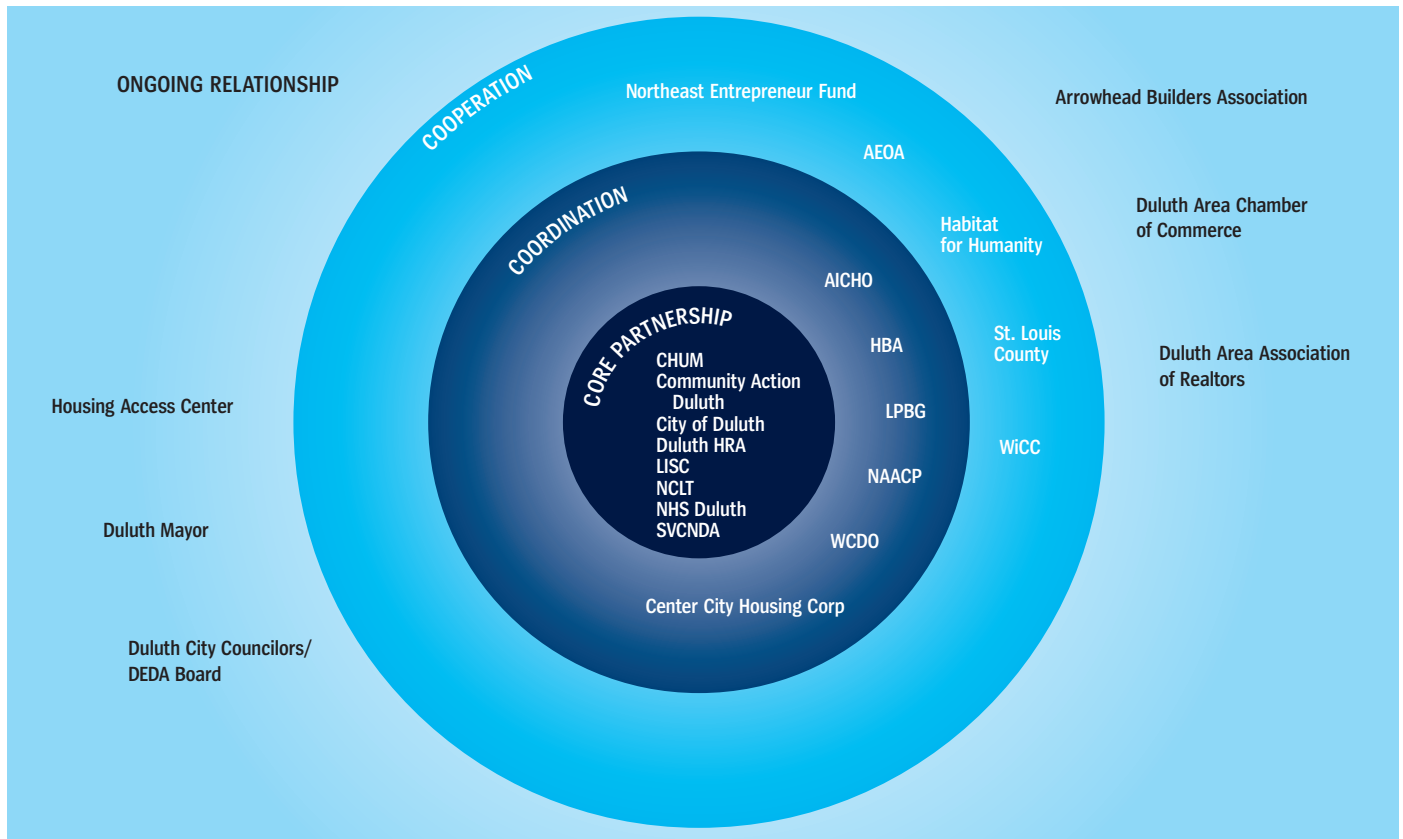 ONGOING RELATIONSHIP
Housing Access Center
Duluth Mayor
Duluth City Councilors/
DEDA Board
COOPERATION
Northeast Entrepreneur Fund
AEOA
Habitat
for Humanity
St. Louis
County
WiCC
COORDINATION
AICHO
HBA
LPBG
NAACP
WCDO
Center City Housing Corp
CORE PARTNERSHIP
CHUM
Community Action
Duluth
City of Duluth
Duluth HRA
LISC
NCLT
NHS Duluth
SVCNDA
Arrowhead Builders Association
Duluth Area Chamber
of Commerce
Duluth Area Association
of Realtors